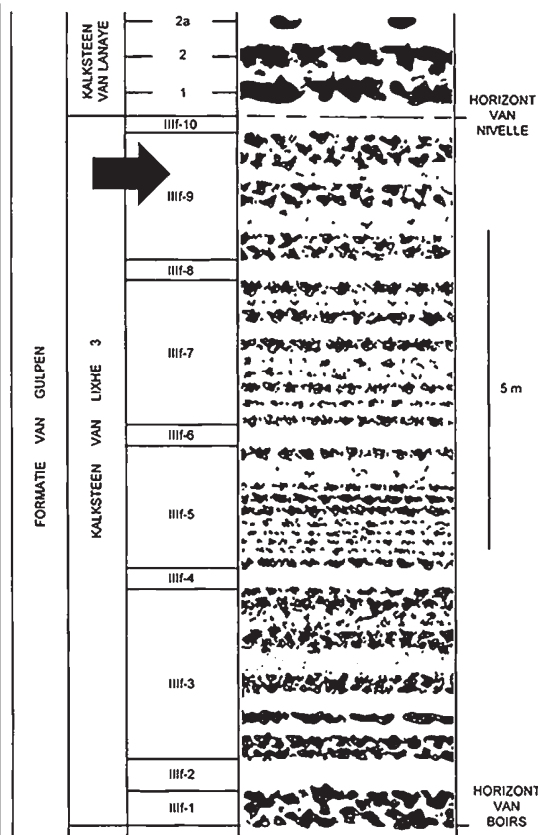 FORMATIE VAN GULPEN
KALKSTEEN
VAN LANAYE
KALKSTEEN VAN LIXHE 3
2a
2
1
IIIf-10
IIIf-9
IIIf-8
IIIf-7
IIIf-6
IIIf-5
IIIf-4
IIIf-3
IIIf-2
IIIf-1
HORIZONT
VAN
NIVELLE
5 m
HORIZONT
VAN
BOIRS